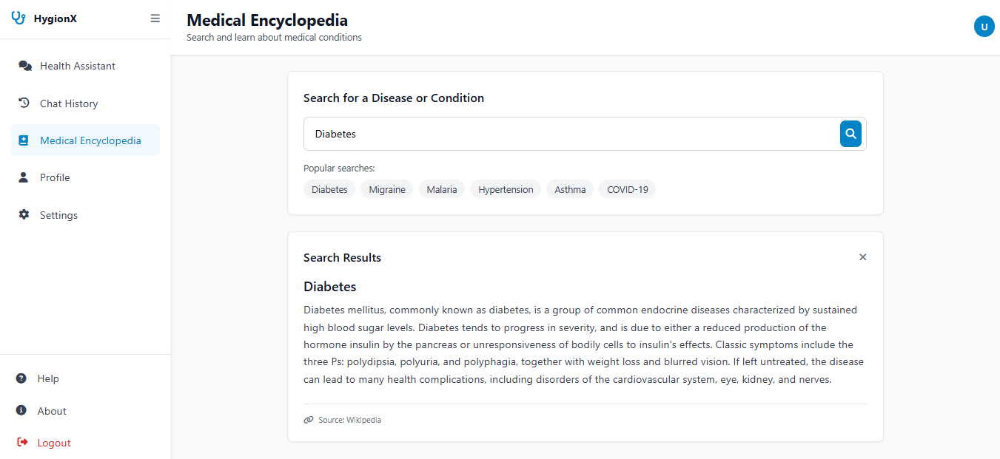 HygionX
Medical Encyclopedia
Search and learn about medical conditions
U
Health Assistant
Chat History
Medical Encyclopedia
Profile
Settings
Help
About
Logout
Search for a Disease or Condition
Diabetes
Popular searches:
Diabetes Migraine Malaria Hypertension Asthma COVID-19
Search Results
Diabetes
Diabetes mellitus, commonly known as diabetes, is a group of common endocrine diseases characterized by sustained
high blood sugar levels. Diabetes tends to progress in severity, and is due to either a reduced production of the
hormone insulin by the pancreas or unresponsiveness of bodily cells to insulin's effects. Classic symptoms include the
three Ps: polydipsia, polyuria, and polyphagia, together with weight loss and blurred vision. If left untreated, the disease
can lead to many health complications, including disorders of the cardiovascular system, eye, kidney, and nerves.
Source: Wikipedia